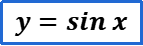 y = sin x